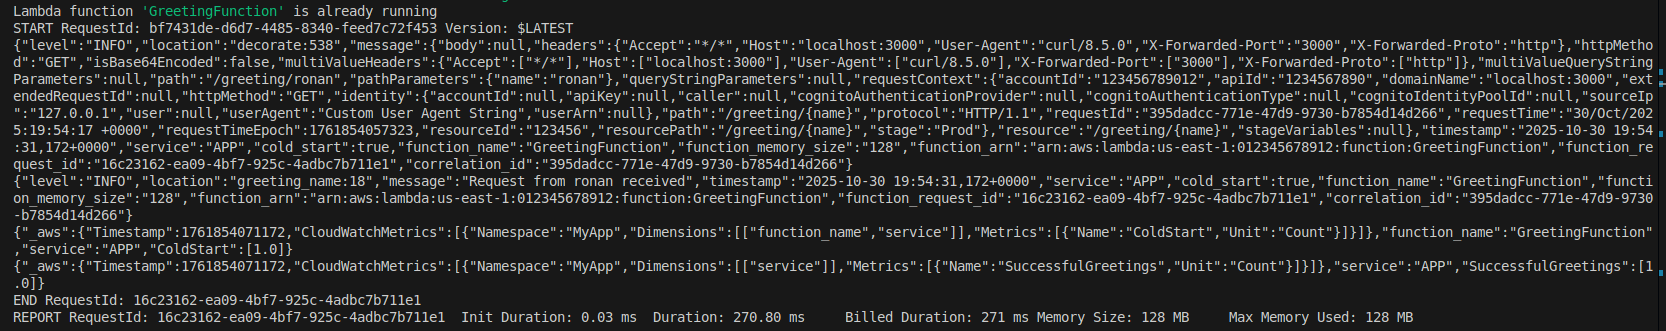 Lambda function 'GreetingFunction' is already running
START RequestId: bf7431de-d6d7-4485-8340-feed7c72f453 Version: $LATEST
{"level":"INFO","location":"decorate:538","message":{"body":null,"headers":{"Accept":"*/*","Host":"localhost:3000","User-Agent":"curl/8.5.0","X-Forwarded-Port":"3000","X-Forwarded-Proto":"http"},"httpMetho
d":"GET","isBase64Encoded":false,"multiValueHeaders":{"Accept":["*/*"],"Host":["localhost:3000"],"User-Agent":["curl/8.5.0"],"X-Forwarded-Port":["3000"],"X-Forwarded-Proto":["http"]},"multiValueQueryString
Parameters":null,"path":"/greeting/ronan","pathParameters":{"name":"ronan"},"queryStringParameters":null,"requestContext":{"accountId":"123456789012","apiId":"1234567890","domainName":"localhost:3000","ext
endedRequestId":null,"httpMethod":"GET","identity":{"accountId":null,"apiKey":null,"caller":null,"cognitoAuthenticationProvider":null,"cognitoAuthenticationType":null,"cognitoIdentityPoolId":null,"sourceIp
":"127.0.0.1","user":null,"userAgent":"Custom User Agent String","userArn":null},"path":"/greeting/{name}","protocol":"HTTP/1.1","requestId":"395dadcc-771e-47d9-9730-b7854d14d266","requestTime":"30/Oct/202
5:19:54:17 +0000","requestTimeEpoch":1761854057323,"resourceId":"123456","resourcePath":"/greeting/{name}","stage":"Prod"},"resource":"/greeting/{name}","stageVariables":null},"timestamp":"2025-10-30 19:54
:31,172+0000","service":"APP","cold_start":true,"function_name":"GreetingFunction","function_memory_size":"128","function_arn":"arn:aws:lambda:us-east-1:012345678912:function:GreetingFunction","function_re
quest_id":"16c23162-ea09-4bf7-925c-4adbc7b711e1","correlation_id":"395dadcc-771e-47d9-9730-b7854d14d266"}
{"level":"INFO","location":"greeting_name:18","message":"Request from ronan received","timestamp":"2025-10-30 19:54:31,172+0000","service":"APP","cold_start":true,"function_name":"GreetingFunction","functi
on_memory_size":"128","function_arn":"arn:aws:lambda:us-east-1:012345678912:function:GreetingFunction","function_request_id":"16c23162-ea09-4bf7-925c-4adbc7b711e1","correlation_id":"395dadcc-771e-47d9-9730
-b7854d14d266"}
{"_aws":{"Timestamp":1761854071172,"CloudWatchMetrics":[{"Namespace":"MyApp","Dimensions":[["function_name","service"]],"Metrics":[{"Name":"ColdStart","Unit":"Count"}]}]},"function_name":"GreetingFunction"
,"service":"APP","ColdStart":[1.0]}
{"_aws":{"Timestamp":1761854071172,"CloudWatchMetrics":[{"Namespace":"MyApp","Dimensions":[["service"]],"Metrics":[{"Name":"SuccessfulGreetings","Unit":"Count"}]}]},"service":"APP","SuccessfulGreetings":[1
.0]}
END RequestId: 16c23162-ea09-4bf7-925c-4adbc7b711e1
REPORT RequestId: 16c23162-ea09-4bf7-925c-4adbc7b711e1  Init Duration: 0.03 ms  Duration: 270.80 ms     Billed Duration: 271 ms Memory Size: 128 MB     Max Memory Used: 128 MB